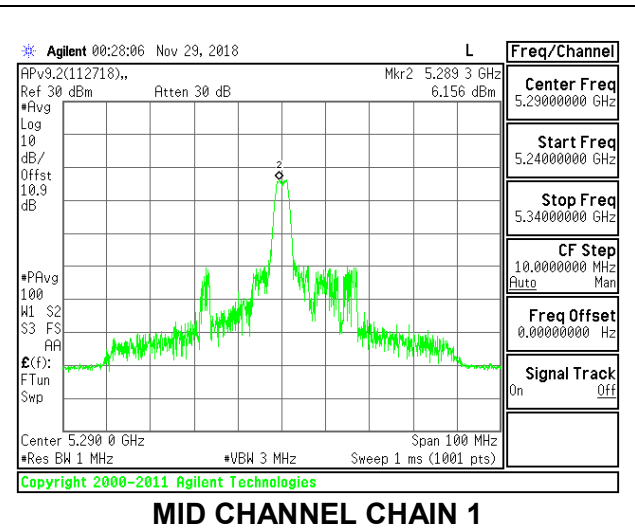 Agilent 00:28:06 Nov 29, 2018 L
APv9.2(112718),, Mkr2 5.289 3 GHz
Ref 30 dBm Atten 30 dB 6.156 dBm
#Avg
Log
10
dB/
Offst
10.9
dB
2
#PAvg
100
W1 S2
S3 FS
AA
£(f):
FTun
Swp
Center 5.290 0 GHz Span 100 MHz
#Res BW 1 MHz #VBW 3 MHz Sweep 1 ms (1001 pts)
Copyright 2000-2011 Agilent Technologies
Freq/Channel
Center Freq
5.29000000 GHz
Start Freq
5.24000000 GHz
Stop Freq
5.34000000 GHz
CF Step
10.0000000 MHz
Auto Man
Freq Offset
0.00000000 Hz
Signal Track
On Off
MID CHANNEL CHAIN 1